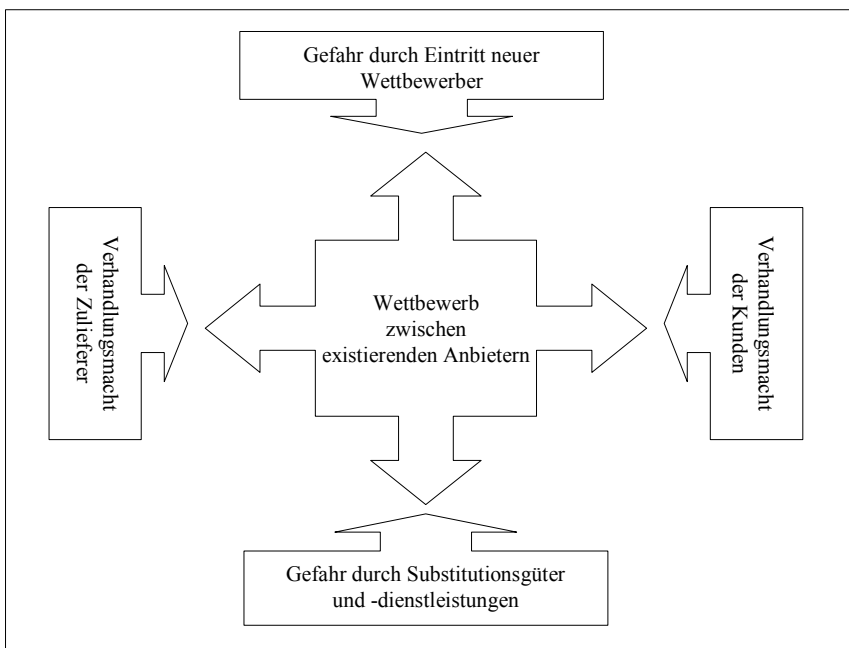 Gefahr durch Eintritt neuer
Wettbewerber
Verhandlungsmacht
der Zulieferer
Wettbewerb
zwischen
existierenden Anbietern
Verhandlungsmacht
der Kunden
Gefahr durch Substitutionsgüter
und -dienstleistungen